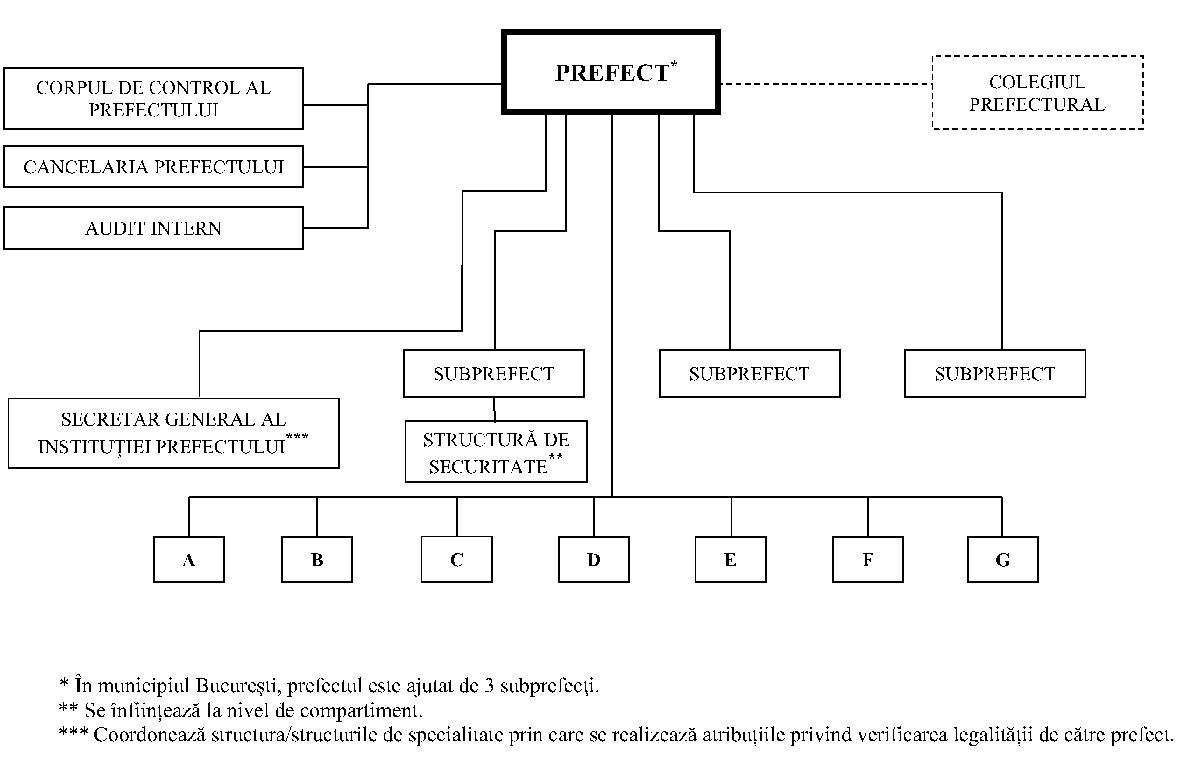 PREFECT*
COLEGIUL
PREFECTURAL
CORPUL DE CONTROL AL
PREFECTULUI
CANCELARIA PREFECTULUI
AUDIT INTERN
SUBPREFECT
SUBPREFECT
SUBPREFECT
SECRETAR GENERAL AL
INSTITUȚIEI PREFECTULUI***
STRUCTURĂ DE
SECURITATE**
A
B
C
D
E
F
G
* În municipiul București, prefectul este ajutat de 3 subprefecți.
** Se înființează la nivel de compartiment.
*** Coordonează structura/structurile de specialitate prin care se realizează atribuțiile privind verificarea legalității de către prefect.